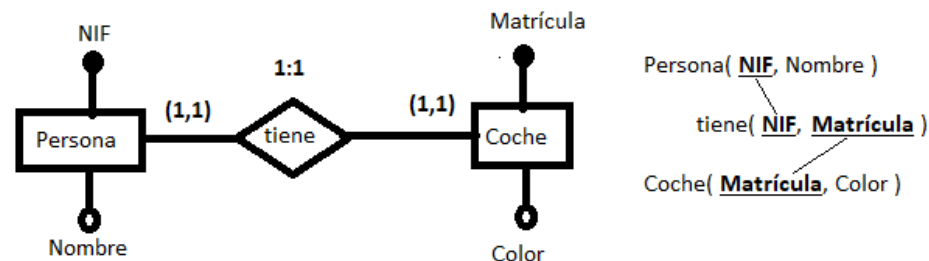 NIF
Matrícula
1:1
Persona( NIF, Nombre )
(1,1)
(1,1)
Persona
tiene
Coche
tiene( NIF, Matrícula )
Coche( Matrícula, Color )
Nombre
Color